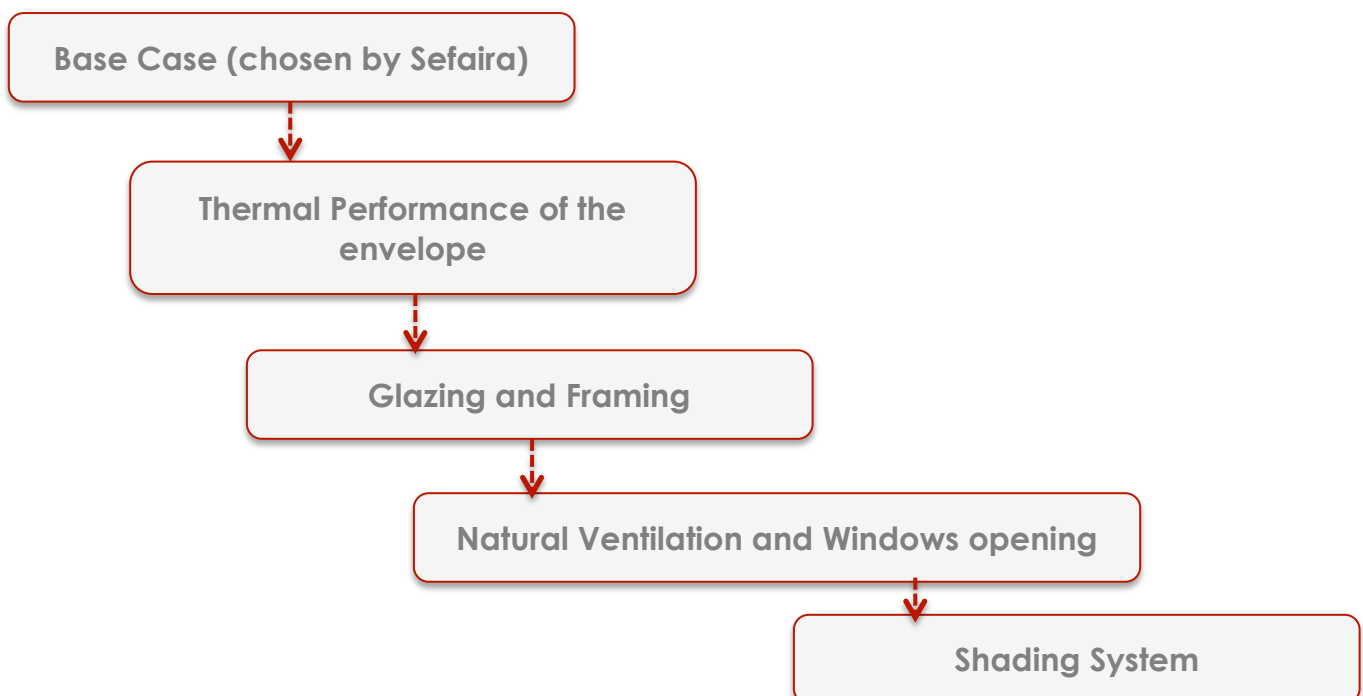 Base Case (chosen by Sefaira)
Thermal Performance of the
envelope
Glazing and Framing
Natural Ventilation and Windows opening
Shading System